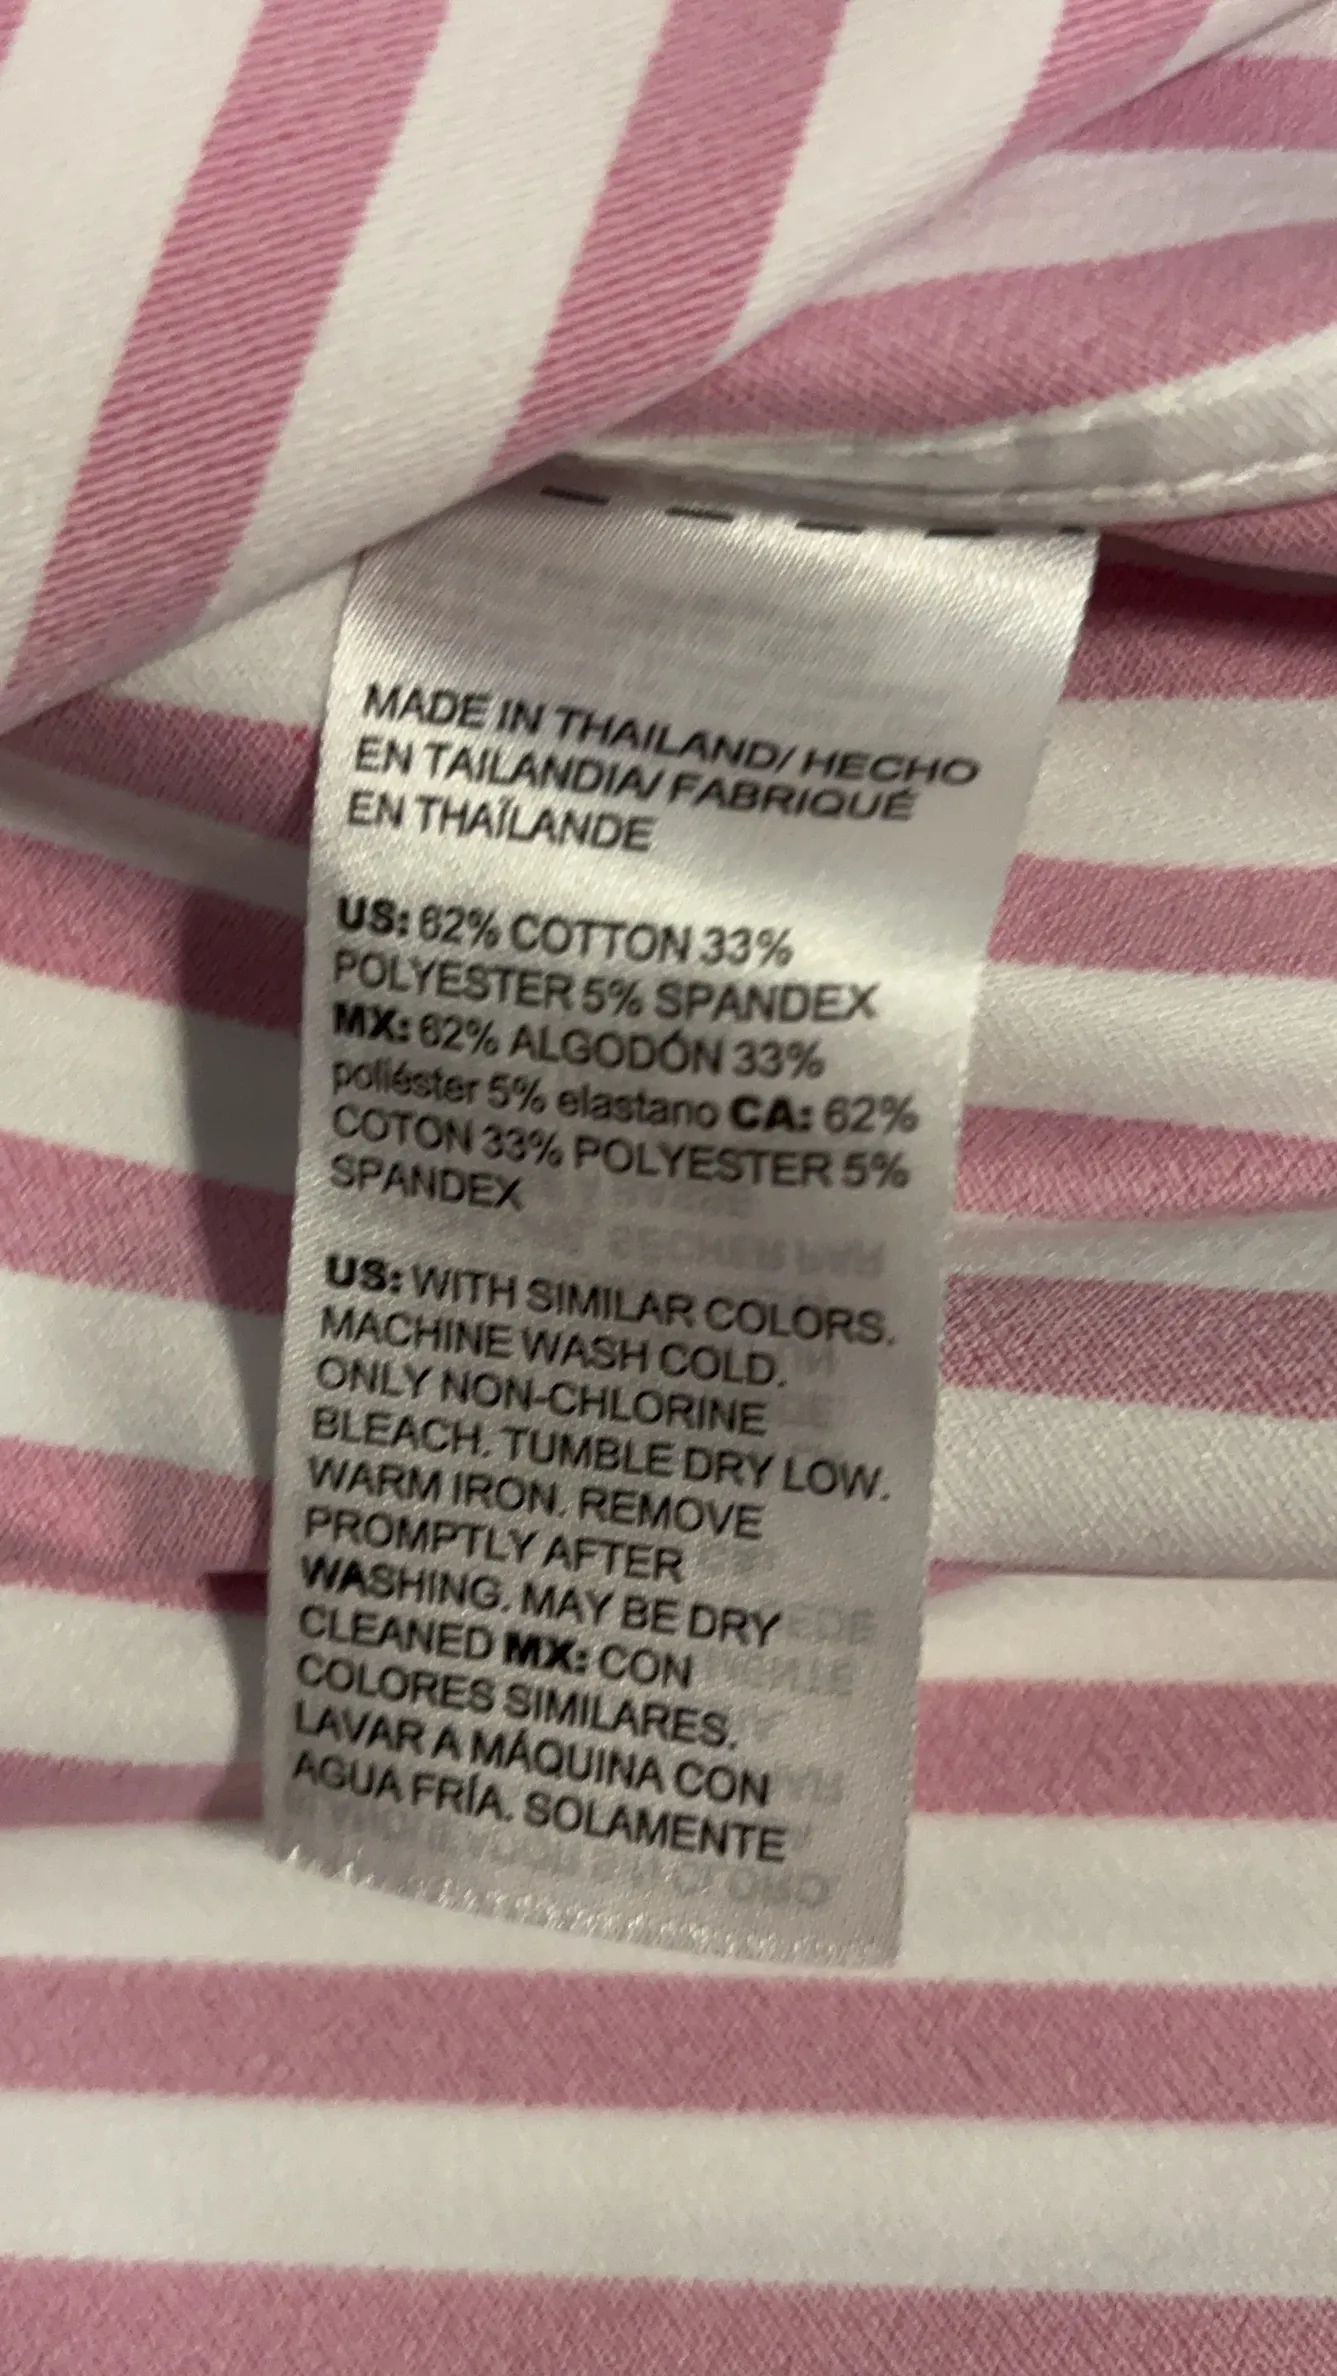 MADE IN THAILAND/ HECHO
EN TAILANDIA/ FABRIQUÉ
EN THAÏLANDE
US: 62% COTTON 33%
POLYESTER 5% SPANDEX
MX: 62% ALGODÓN 33%
poliéster 5% elastano CA: 62%
COTON 33% POLYESTER 5%
SPANDEX
US: WITH SIMILAR COLORS.
MACHINE WASH COLD.
ONLY NON-CHLORINE
BLEACH. TUMBLE DRY LOW.
WARM IRON. REMOVE
PROMPTLY AFTER
WASHING. MAY BE DRY
CLEANED MX: CON
COLORES SIMILARES.
LAVAR A MÁQUINA CON
AGUA FRÍA. SOLAMENTE